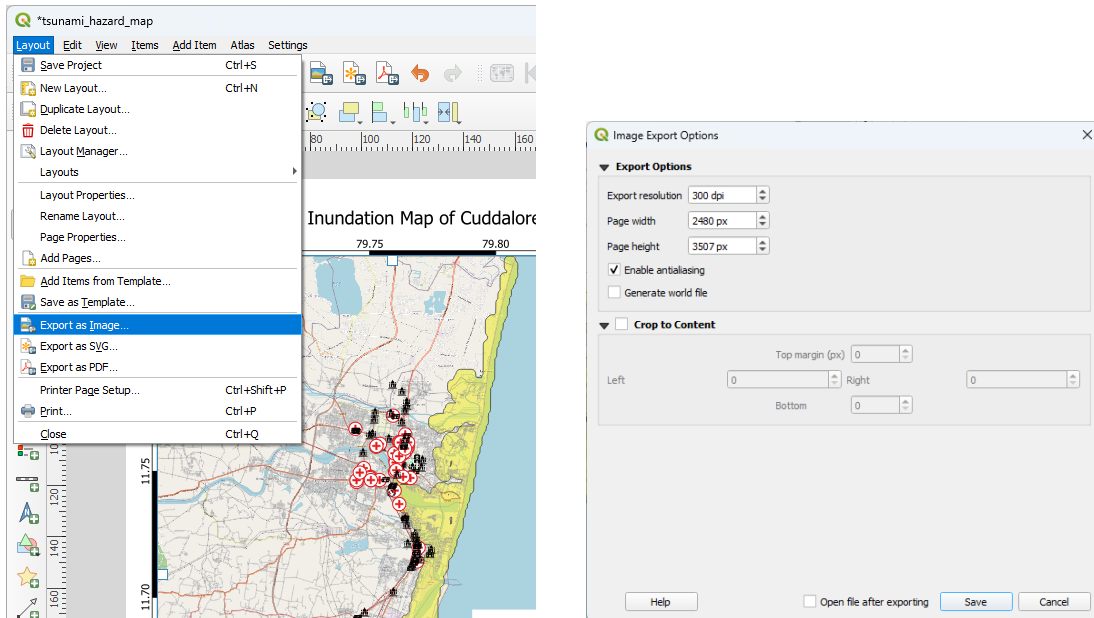 *tsunami_hazard_map
Layout Edit View Items Add Item Atlas Settings
Save Project Ctrl+S
New Layout... Ctrl+N
Duplicate Layout...
Delete Layout...
Layout Manager...
Layouts
Layout Properties...
Rename Layout...
Page Properties...
Add Pages...
Add Items from Template...
Save as Template...
Export as Image...
Export as SVG...
Export as PDF...
Printer Page Setup... Ctrl+Shift+P
Print... Ctrl+P
Close Ctrl+Q
80 100 120 140 160
Inundation Map of Cuddalore
79.75 79.80
11.75
11.70
120
140
160
Image Export Options
Export Options
Export resolution 300 dpi
Page width 2480 px
Page height 3507 px
Enable antialiasing
Generate world file
Crop to Content
Top margin (px) 0
Left 0 Right 0
Bottom 0
Help Open file after exporting Save Cancel